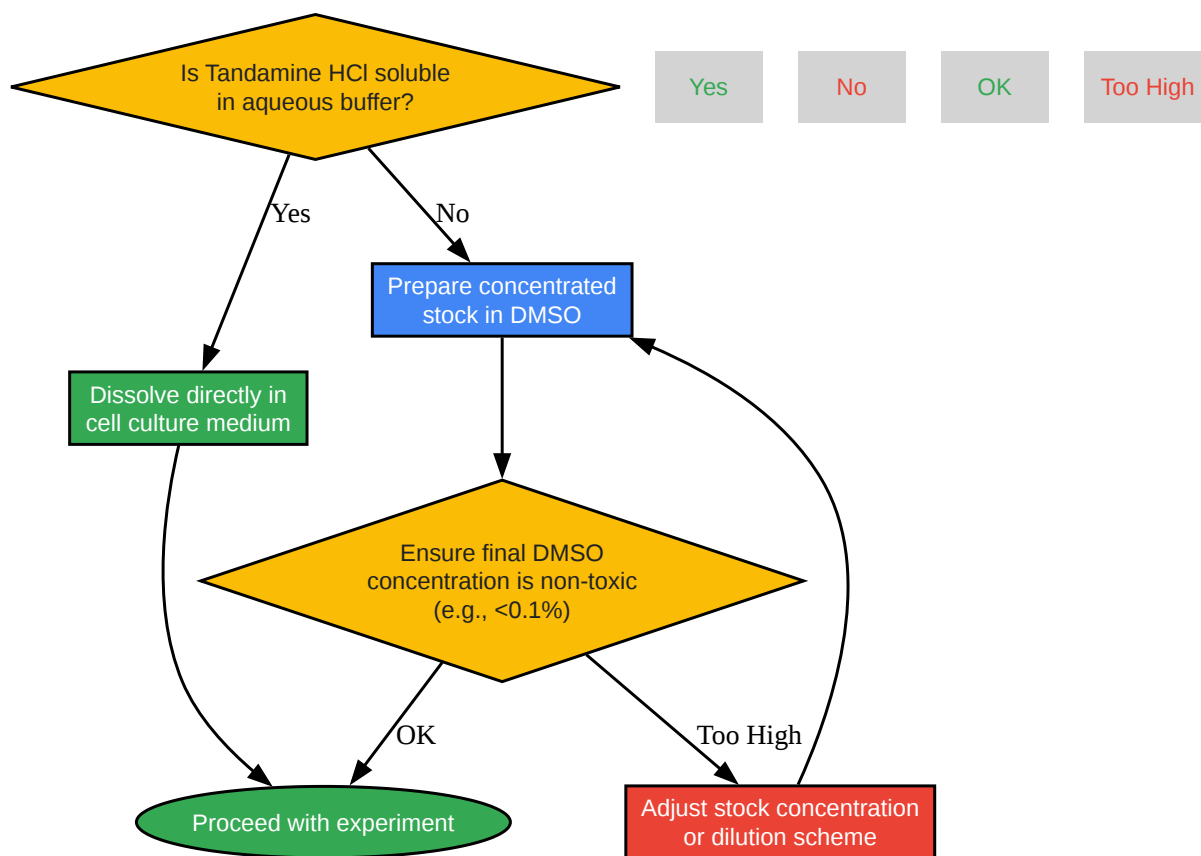 Is Tandamine HCl soluble
in aqueous buffer?
Yes
No
OK
Too High
Yes
No
Prepare concentrated
stock in DMSO
Dissolve directly in
cell culture medium
Ensure final DMSO
concentration is non-toxic
(e.g., <0.1%)
OK
Too High
Proceed with experiment
Adjust stock concentration
or dilution scheme